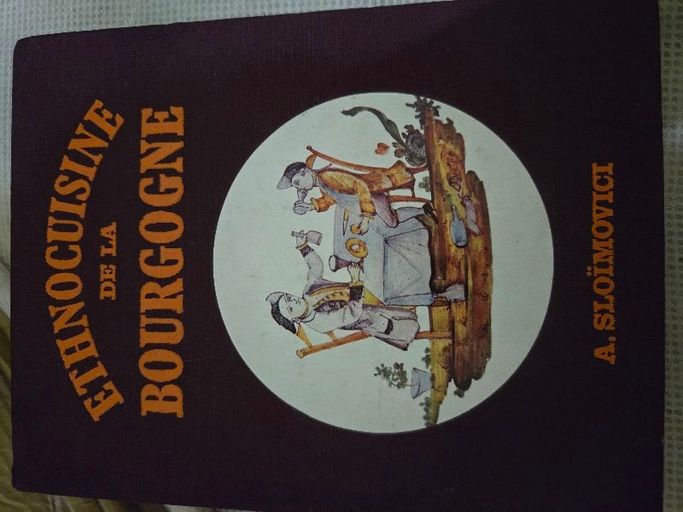 ETHNOCUISINE
DE LA
BOURGOGNE
A. SLOÏMOVICI